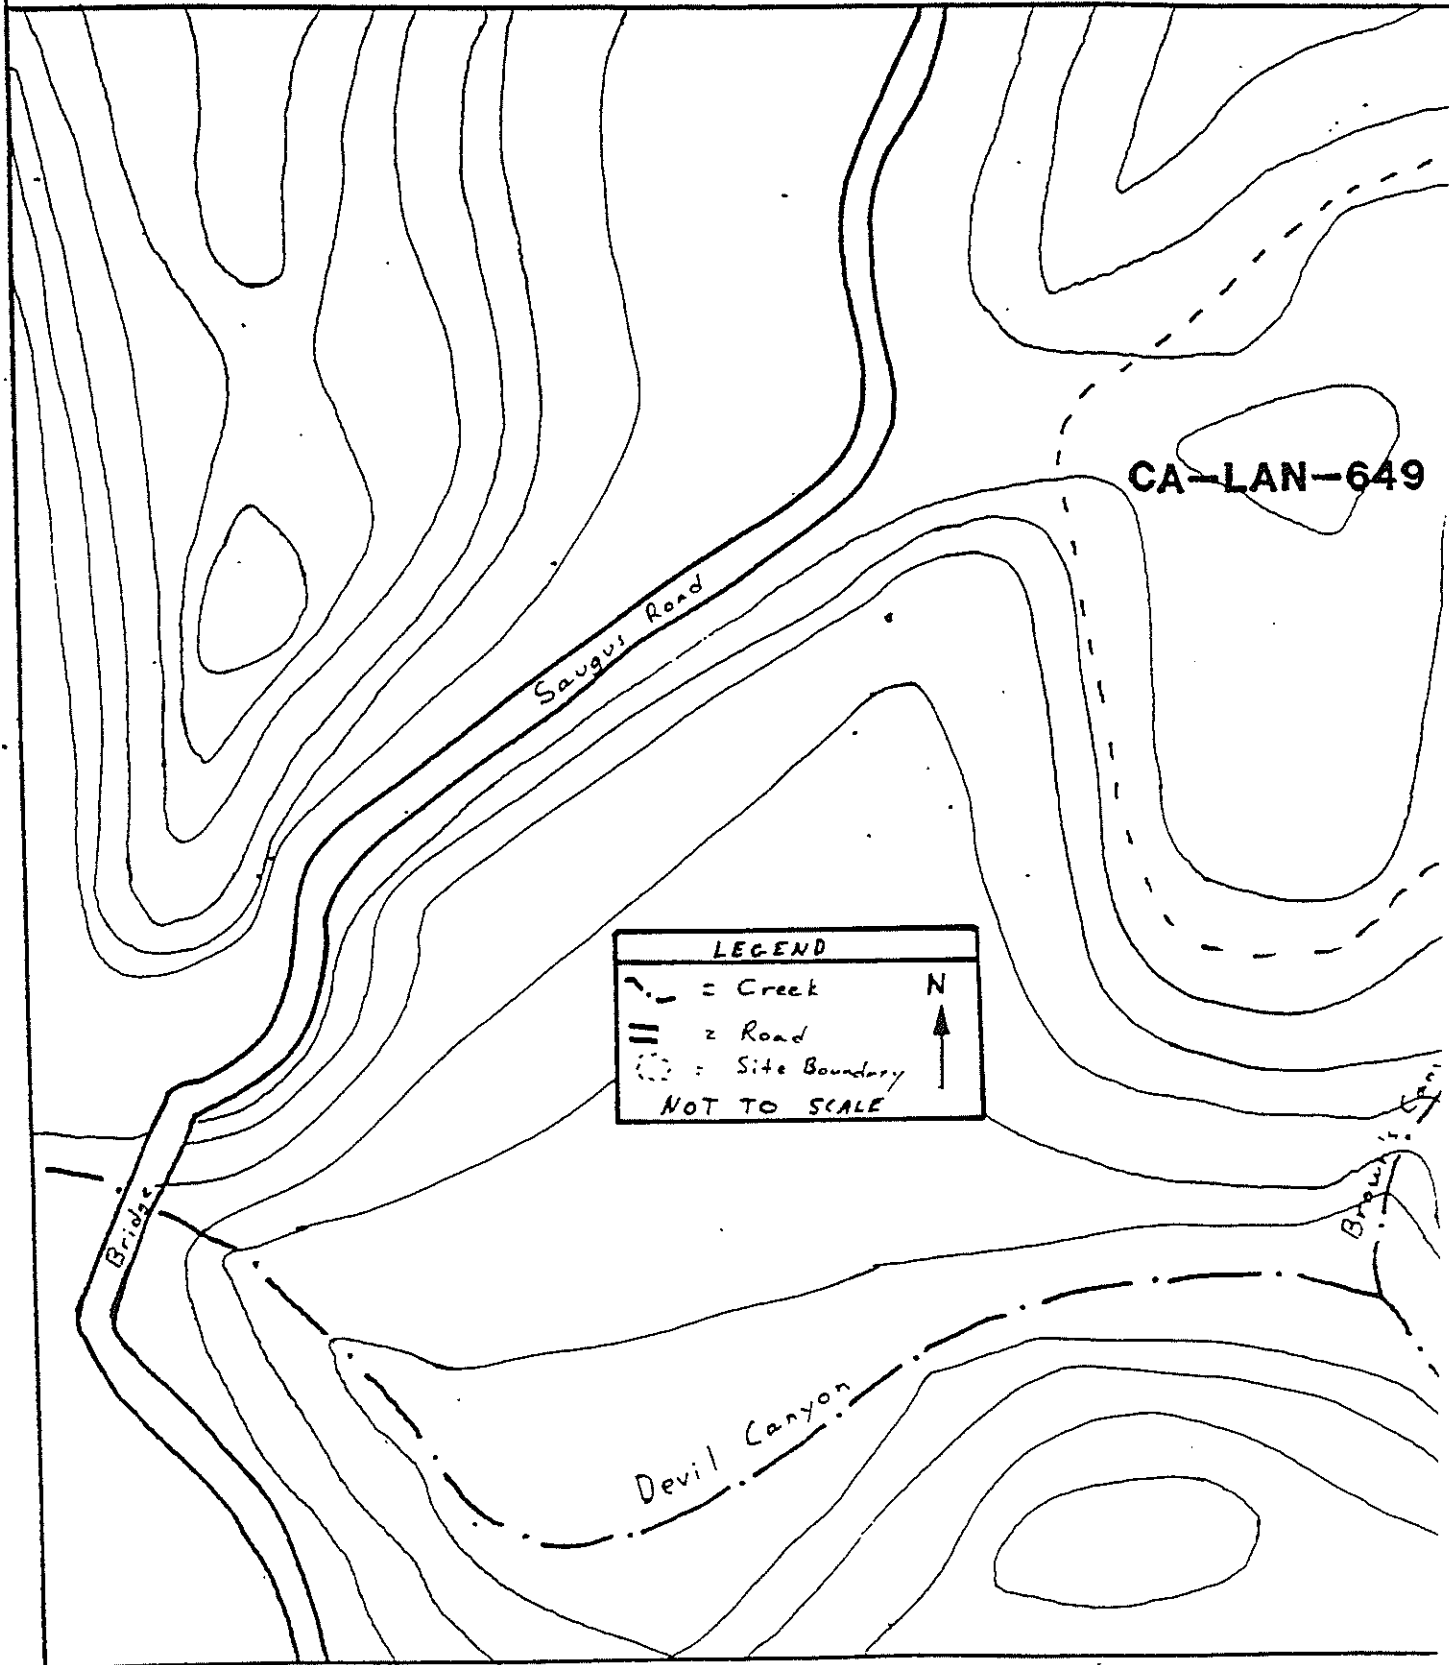 CA-LAN-649
Saugus Road
LEGEND
= Creek
N
= Road
= Site Boundary
NOT TO SCALE
Bridge
Devil Canyon